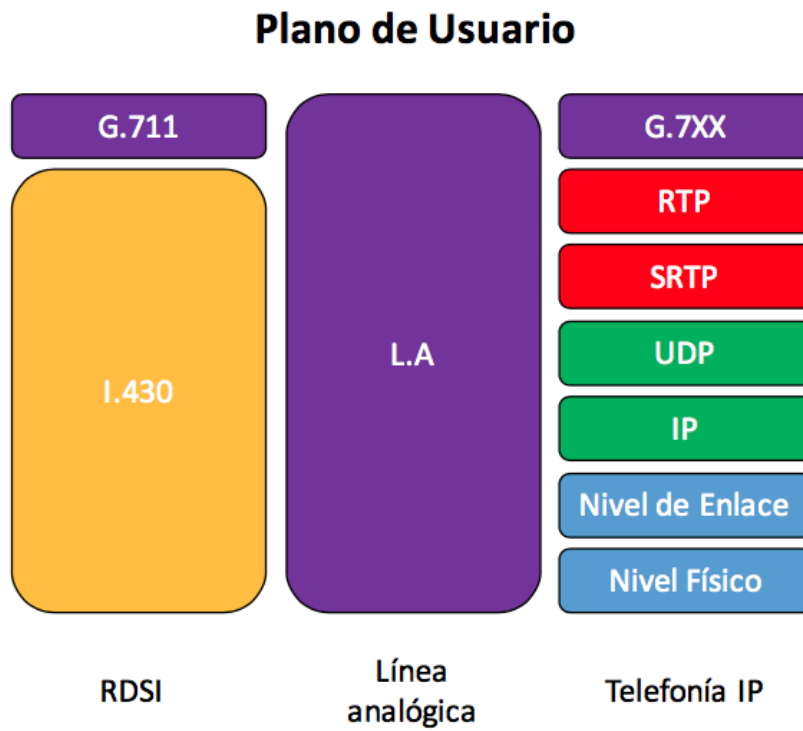 Plano de Usuario
G.711
I.430
RDSI
L.A
Línea
analógica
G.7XX
RTP
SRTP
UDP
IP
Nivel de Enlace
Nivel Físico
Telefonía IP